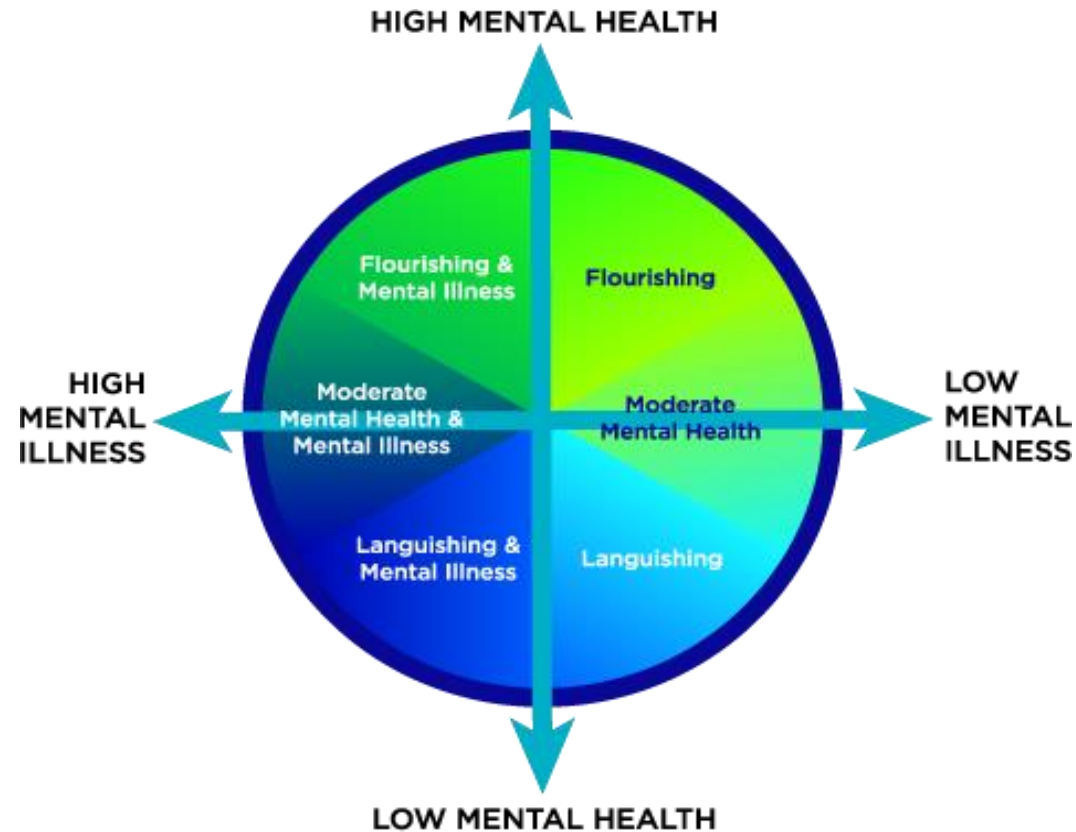 HIGH MENTAL HEALTH
Flourishing &
Mental Illness
Flourishing
HIGH
MENTAL
ILLNESS
Moderate
Mental Health &
Mental Illness
Moderate
Mental Health
LOW
MENTAL
ILLNESS
Languishing &
Mental Illness
Languishing
LOW MENTAL HEALTH